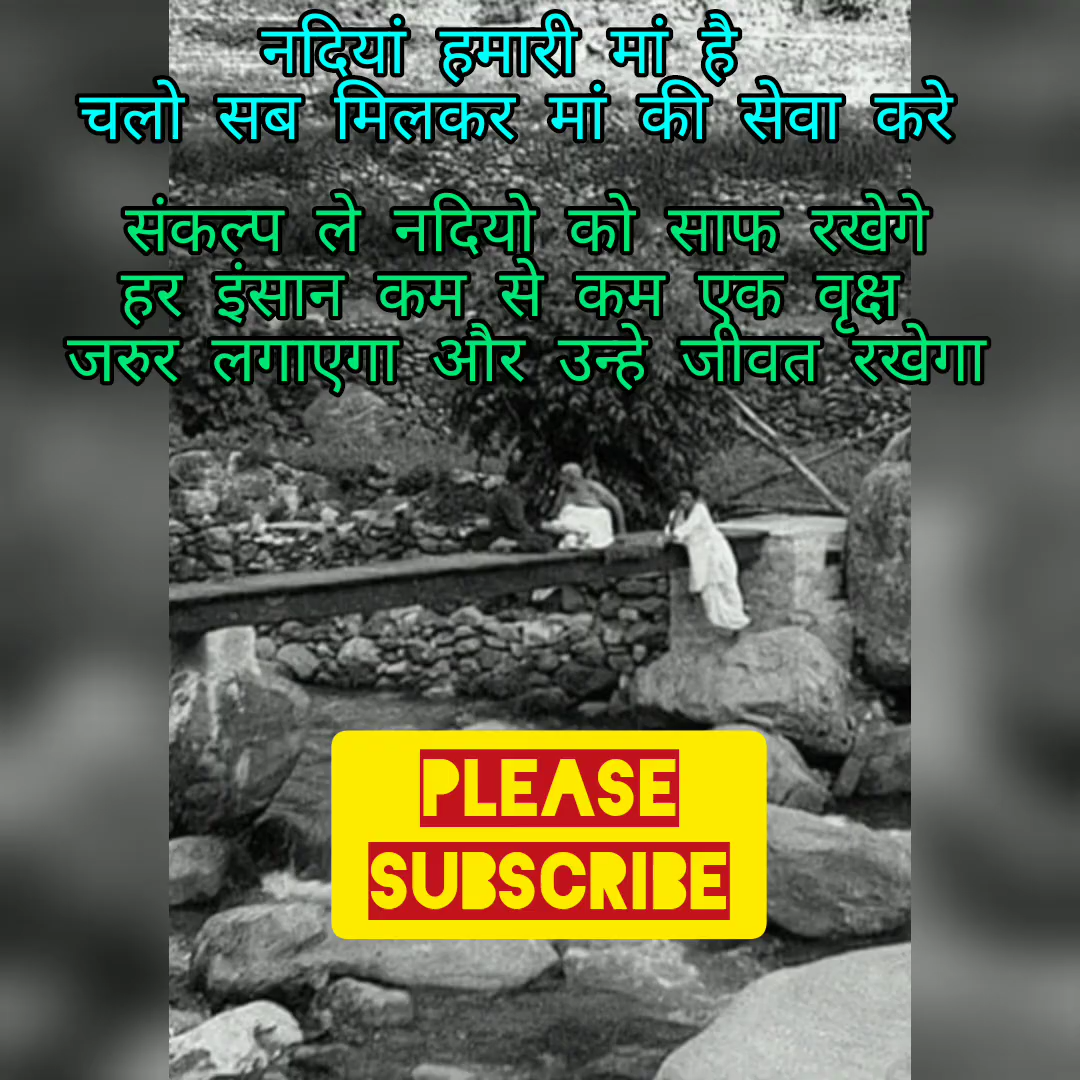 नदियां हमारी मां है
चलो सब मिलकर मां की सेवा करे
संकल्प ले नदियो को साफ रखेगे
हर इंसान कम से कम एक वृक्ष
जरुर लगाएगा और उन्हे जीवत रखेगा
PLEASE
SUBSCRIBE